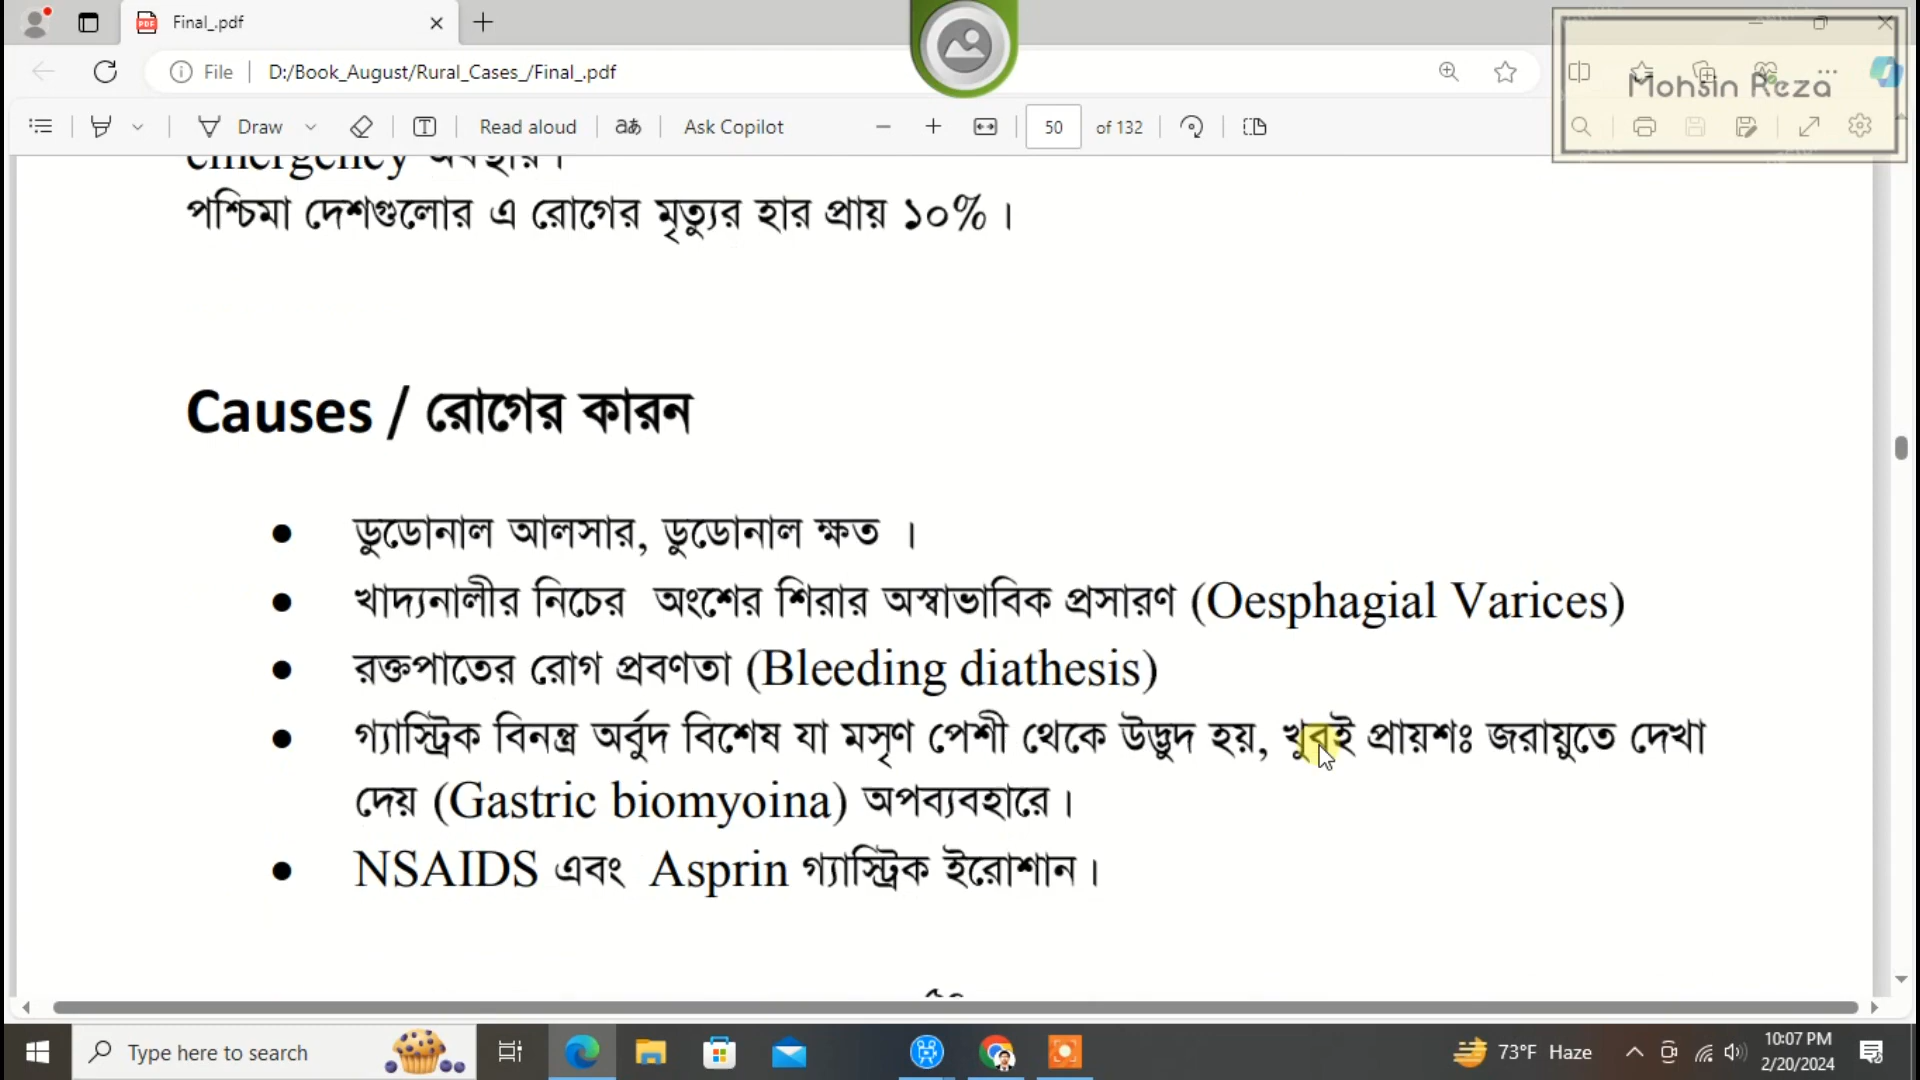 Final_.pdf
File
D:/Book_August/Rural_Cases_/Final_.pdf
Mohsin Reza
Draw
Read aloud
Ask Copilot
50
of 132
emergency অবস্থার।
পশ্চিমা দেশগুলোর এ রোগের মৃত্যুর হার প্রায় ১০%।
Causes / রোগের কারন
● ডুডোনাল আলসার, ডুডোনাল ক্ষত ।
● খাদ্যনালীর নিচের অংশের শিরার অস্বাভাবিক প্রসারণ (Oesphagial Varices)
● রক্তপাতের রোগ প্রবণতা (Bleeding diathesis)
● গ্যাস্ট্রিক বিনম্র অর্বুদ বিশেষ যা মসৃণ পেশী থেকে উদ্ভুদ হয়, খুবই প্রায়শঃ জরায়ুতে দেখা
দেয় (Gastric biomyoina) অপব্যবহারে।
● NSAIDS এবং Asprin গ্যাস্ট্রিক ইরোশান।
Type here to search
73°F Haze
10:07 PM
2/20/2024